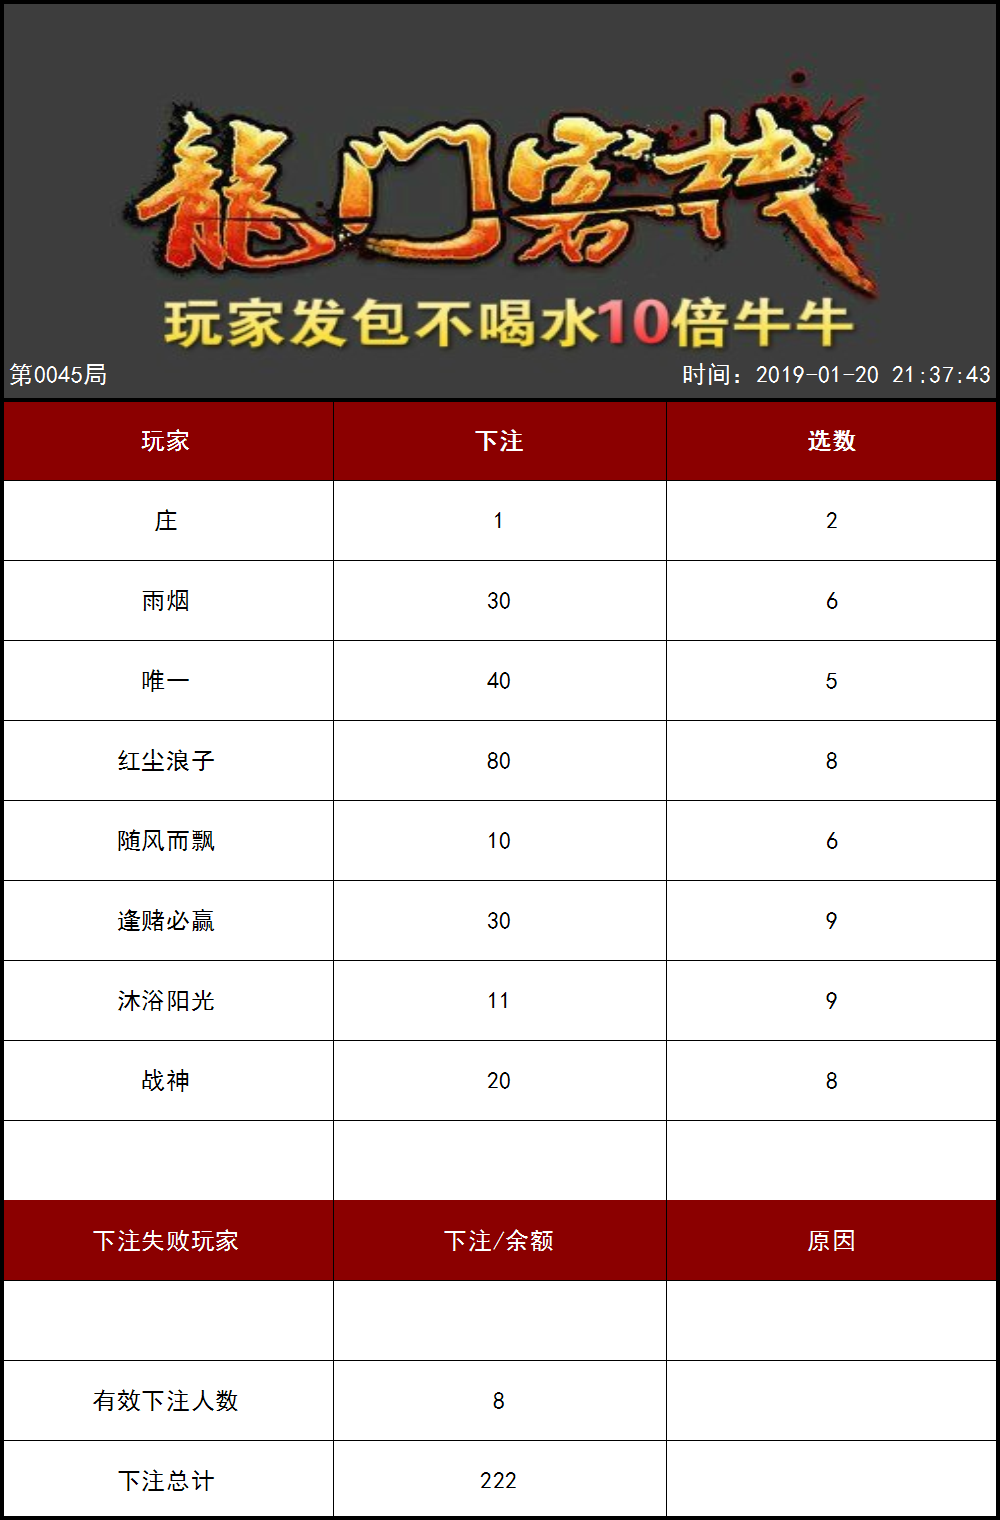 龍门客栈
玩家发包不喝水10倍牛牛
第0045局 时间：2019-01-20 21:37:43
玩家 下注 选数
庄 1 2
雨烟 30 6
唯一 40 5
红尘浪子 80 8
随风而飘 10 6
逢赌必赢 30 9
沐浴阳光 11 9
战神 20 8
下注失败玩家 下注/余额 原因
有效下注人数 8
下注总计 222